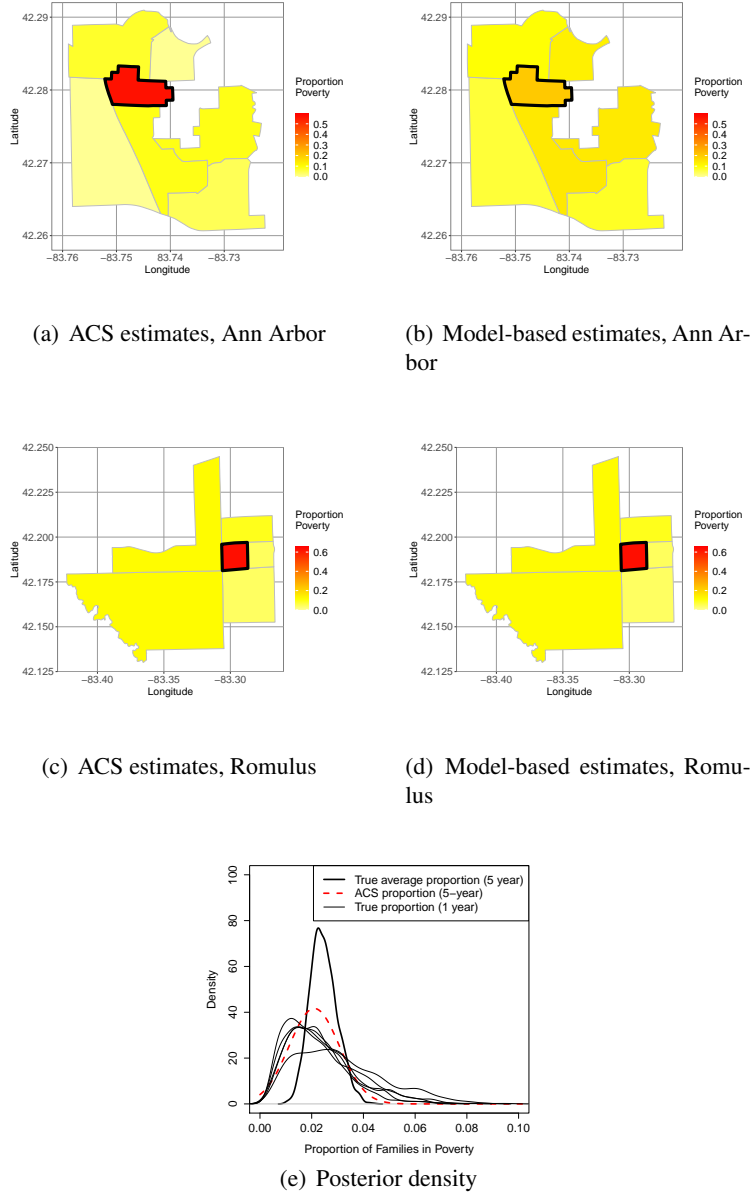 42.29
42.28
42.27
42.26
Latitude
−83.76 −83.75 −83.74 −83.73
Longitude
Proportion
Poverty
0.5
0.4
0.3
0.2
0.1
0.0
(a) ACS estimates, Ann Arbor
42.29
42.28
42.27
42.26
Latitude
−83.76 −83.75 −83.74 −83.73
Longitude
Proportion
Poverty
0.5
0.4
0.3
0.2
0.1
0.0
(b) Model-based estimates, Ann Ar-
bor
42.250
42.225
42.200
42.175
42.150
42.125
Latitude
−83.40 −83.35 −83.30
Longitude
Proportion
Poverty
0.6
0.4
0.2
0.0
(c) ACS estimates, Romulus
42.250
42.225
42.200
42.175
42.150
42.125
Latitude
−83.40 −83.35 −83.30
Longitude
Proportion
Poverty
0.6
0.4
0.2
0.0
(d) Model-based estimates, Romu-
lus
True average proportion (5 year)
ACS proportion (5−year)
True proportion (1 year)
100
80
60
40
20
0
Density
0.00 0.02 0.04 0.06 0.08 0.10
Proportion of Families in Poverty
(e) Posterior density